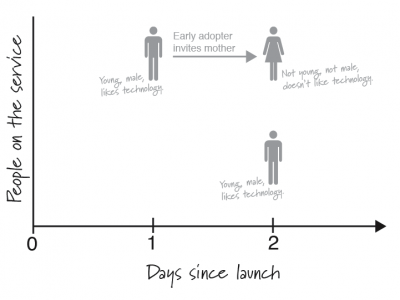 People on the service
Early adopter
invites mother
Young, male,
likes technology.
Not young, not male,
doesn't like technology.
Young, male,
likes technology.
0
1
2
Days since launch